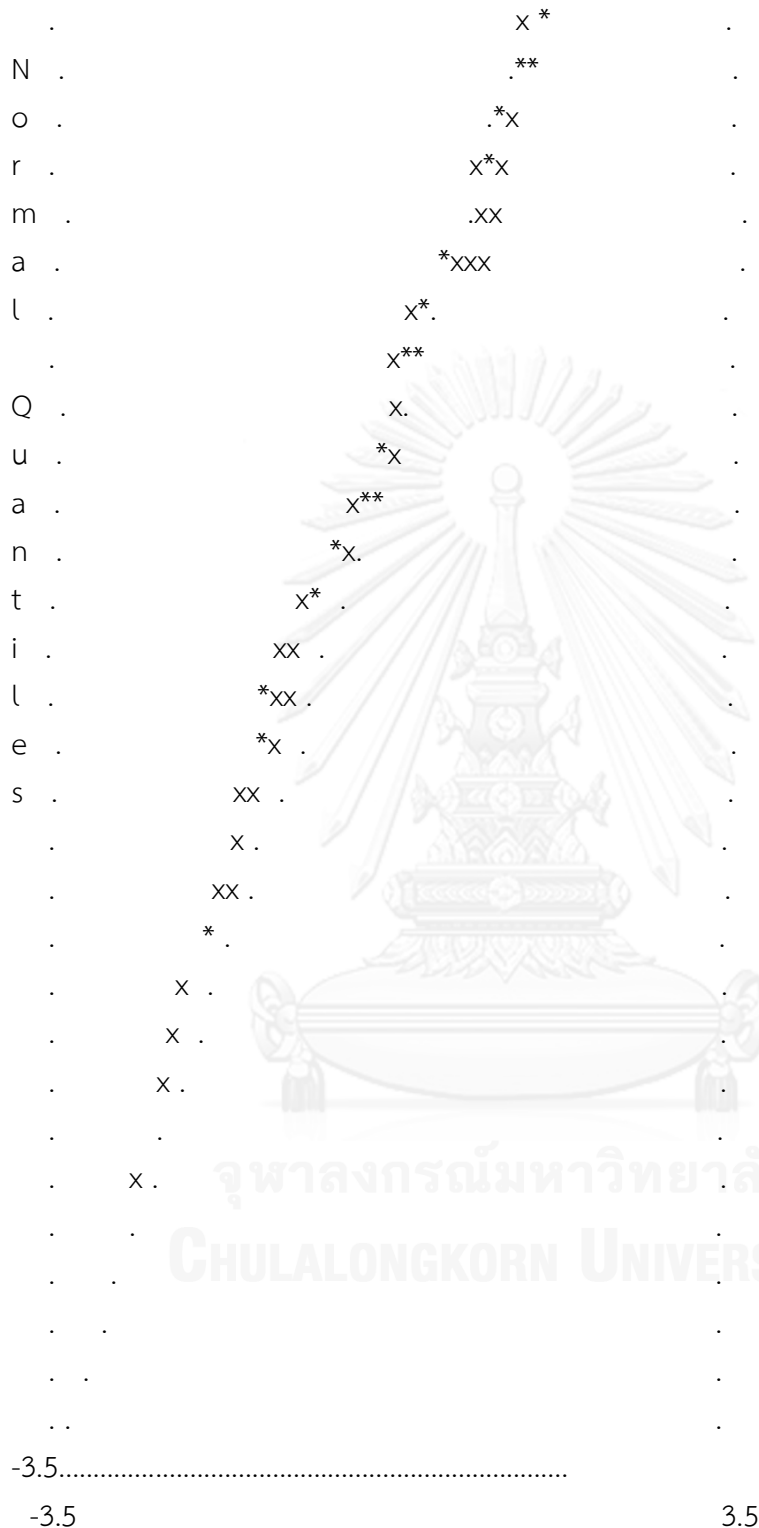 .                                                  x *                    .
N   .                                              .**                     .
o   .                                            .*x                       .
r   .                                          x*x                         .
m   .                                          .xx                         .
a   .                                       *xxx                           .
l   .                                    x*.                               .
.                                  x**                                .
Q   .                                  x.                                  .
u   .                                 *x                                   .
a   .                              x**                                     .
n   .                             *x.                                      .
t   .                          x*  .                                       .
i   .                        xx  .                                         .
l   .                       *xx .                                          .
e   .                       *x  .                                          .
s   .                     xx  .                                            .
.                     x .                                             .
.                   xx .                                              .
.                  *  .                                               .
.                x  .                                                 .
.               x  .                                                  .
.              x .                                                    .
.              .                                                      .
.            x .                                                      .
จุฬาลงกรณ์มหาวิทยาลั
.            .                                                        .
CHULALONGKORN UNIVERS
.          .                                                          .
.         .                                                           .
.       .                                                             .
. .                                                                   .
-3.5..........................................................................
-3.5                                                                    3.5